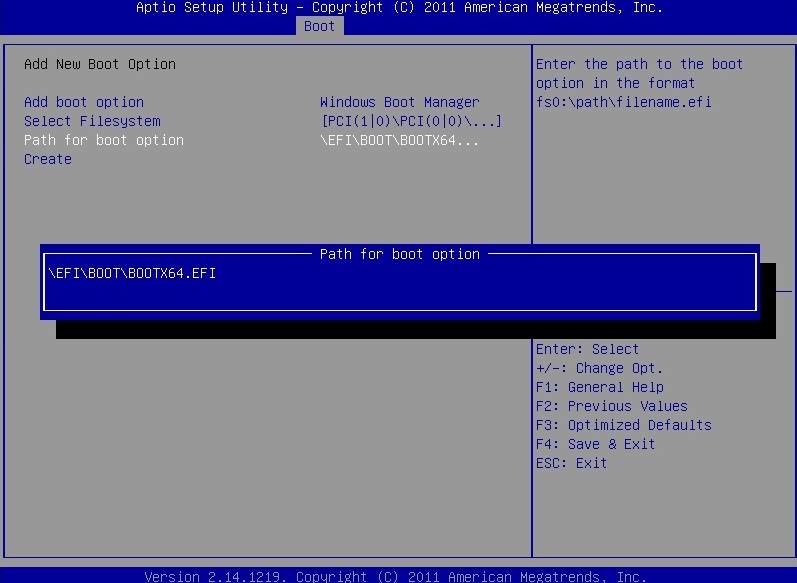 Aptio Setup Utility – Copyright (C) 2011 American Megatrends, Inc.
Boot
Add New Boot Option
Add boot option Windows Boot Manager
Select Filesystem [PCI(1|0)\PCI(0|0)\...]
Path for boot option \EFI\BOOT\BOOTX64...
Create
Enter the path to the boot
option in the format
fs0:\path\filename.efi
Path for boot option
\EFI\BOOT\BOOTX64.EFI
Enter: Select
+/-: Change Opt.
F1: General Help
F2: Previous Values
F3: Optimized Defaults
F4: Save & Exit
ESC: Exit
Version 2.14.1219. Copyright (C) 2011 American Megatrends, Inc.